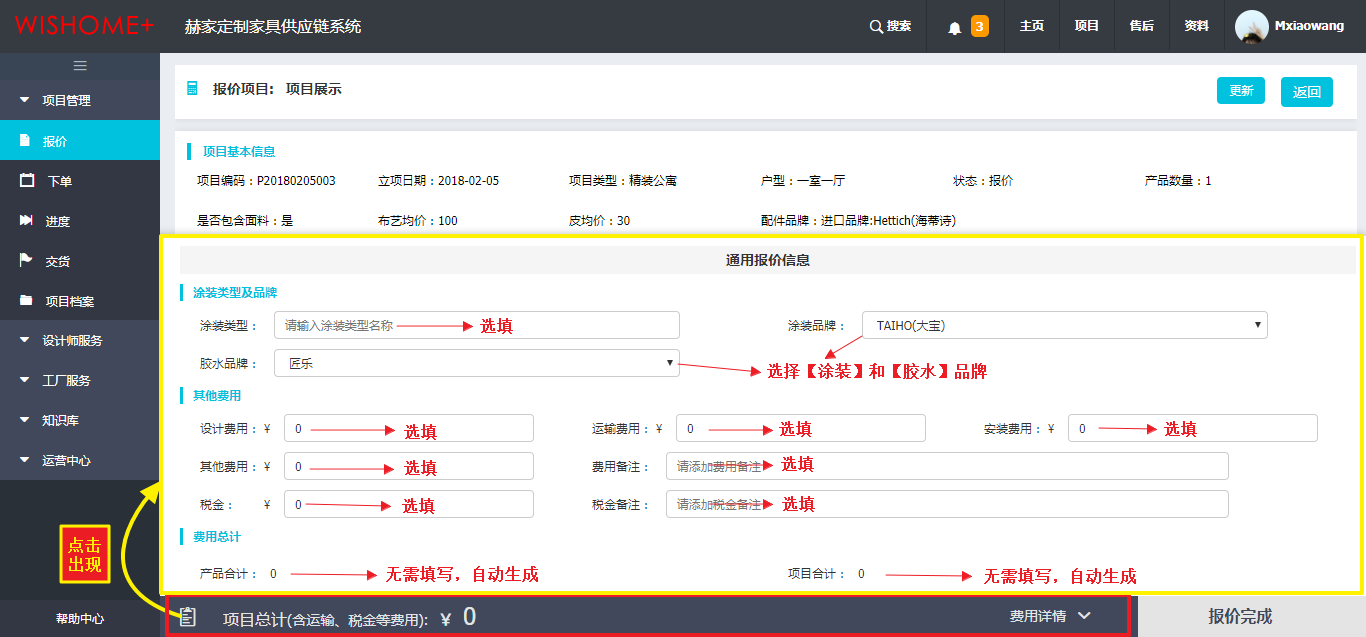 WISHOME+ 赫家定制家具供应链系统 搜索 3 主页 项目 售后 资料 Mxiaowang
项目管理
报价
下单
进度
交货
项目档案
设计师服务
工厂服务
知识库
运营中心
点击
出现
帮助中心
报价项目: 项目展示 更新 返回
项目基本信息
项目编码：P20180205003 立项日期：2018-02-05 项目类型：精装公寓 户型：一室一厅 状态：报价 产品数量：1
是否包含面料：是 布艺均价：100 皮均价：30 配件品牌：进口品牌:Hettich(海蒂诗)
通用报价信息
涂装类型及品牌
涂装类型： 请输入涂装类型名称 选填 涂装品牌： TAIHO(大宝)
胶水品牌： 匠乐 选择【涂装】和【胶水】品牌
其他费用
设计费用：¥ 0 选填 运输费用：¥ 0 选填 安装费用：¥ 0 选填
其他费用：¥ 0 选填 费用备注： 请添加费用备注 选填
税金： ¥ 0 选填 税金备注： 请添加税金备注 选填
费用总计
产品合计： 0 无需填写，自动生成 项目合计： 0 无需填写，自动生成
项目总计(含运输、税金等费用): ¥ 0 费用详情 报价完成